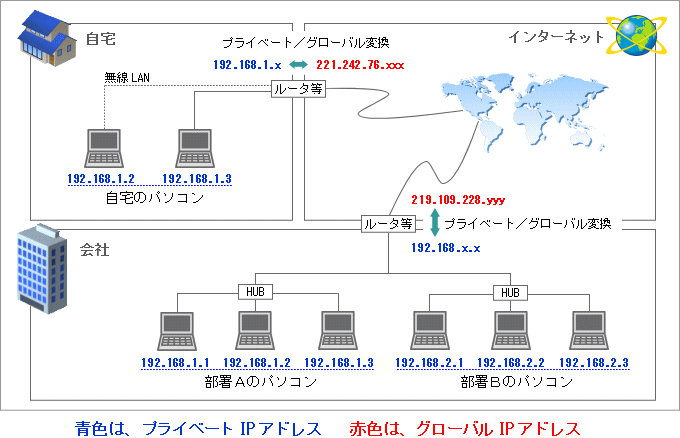 自宅
プライベート／グローバル変換
インターネット
192.168.1.x
221.242.76.xxx
無線 LAN
ルータ等
192.168.1.2
192.168.1.3
自宅のパソコン
219.109.228.yyy
ルータ等
プライベート／グローバル変換
192.168.x.x
会社
HUB
HUB
192.168.1.1
192.168.1.2
192.168.1.3
192.168.2.1
192.168.2.2
192.168.2.3
部署Aのパソコン
部署Bのパソコン
青色は、プライベート IPアドレス
赤色は、グローバル IPアドレス